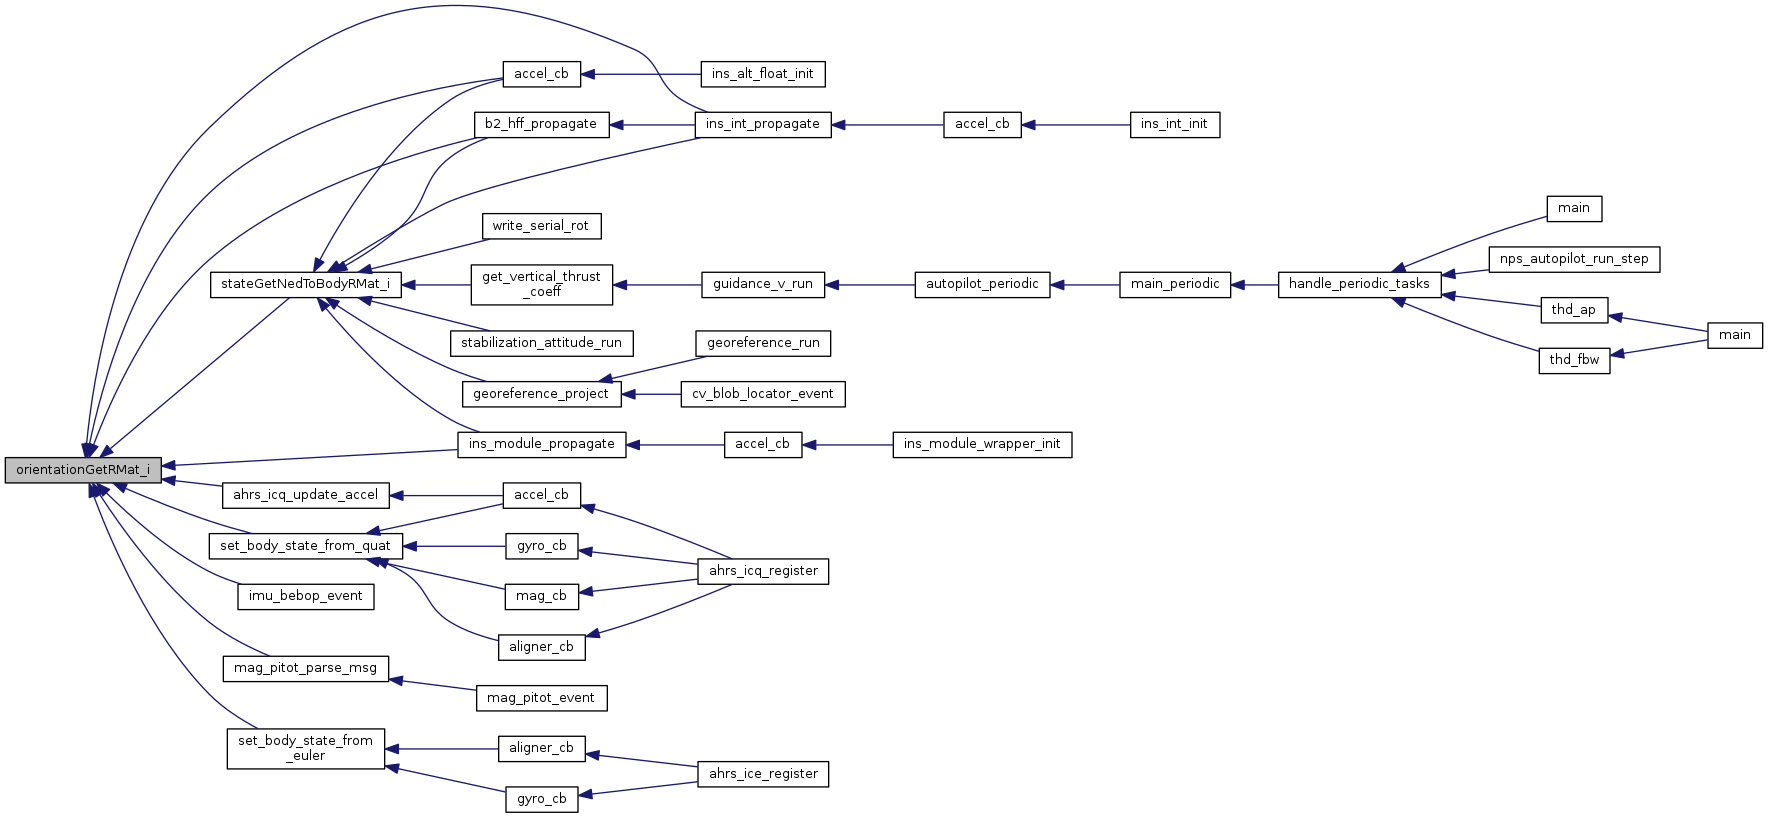 accel_cb
ins_alt_float_init
b2_hff_propagate
ins_int_propagate
accel_cb
ins_int_init
main
write_serial_rot
nps_autopilot_run_step
stateGetNedToBodyRMat_i
get_vertical_thrust
_coeff
guidance_v_run
autopilot_periodic
main_periodic
handle_periodic_tasks
thd_ap
main
stabilization_attitude_run
georeference_run
thd_fbw
georeference_project
cv_blob_locator_event
ins_module_propagate
accel_cb
ins_module_wrapper_init
orientationGetRMat_i
ahrs_icq_update_accel
accel_cb
set_body_state_from_quat
gyro_cb
ahrs_icq_register
imu_bebop_event
mag_cb
aligner_cb
mag_pitot_parse_msg
mag_pitot_event
set_body_state_from
_euler
aligner_cb
ahrs_ice_register
gyro_cb